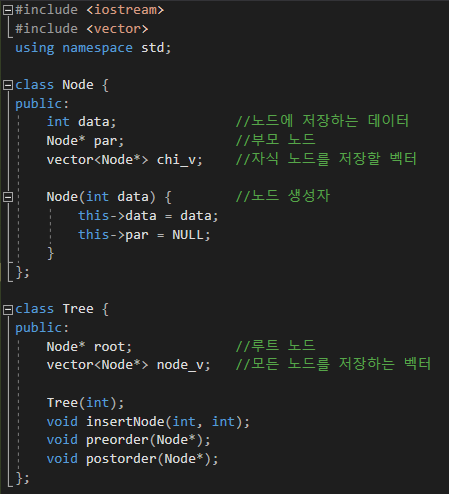 #include <iostream>
#include <vector>
using namespace std;

class Node {
public:
    int data;               //노드에 저장하는 데이터
    Node* par;              //부모 노드
    vector<Node*> chi_v;    //자식 노드를 저장할 벡터

    Node(int data) {        //노드 생성자
        this->data = data;
        this->par = NULL;
    }
};

class Tree {
public:
    Node* root;             //루트 노드
    vector<Node*> node_v;   //모든 노드를 저장하는 벡터

    Tree(int);
    void insertNode(int, int);
    void preorder(Node*);
    void postorder(Node*);
};